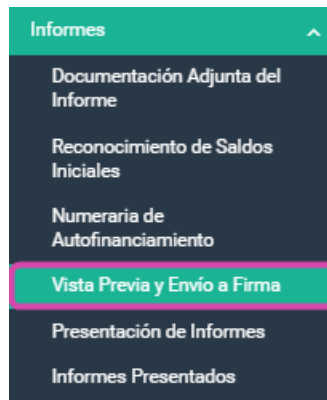 Informes
Documentación Adjunta del
Informe
Reconocimiento de Saldos
Iniciales
Numeraria de
Autofinanciamiento
Vista Previa y Envío a Firma
Presentación de Informes
Informes Presentados